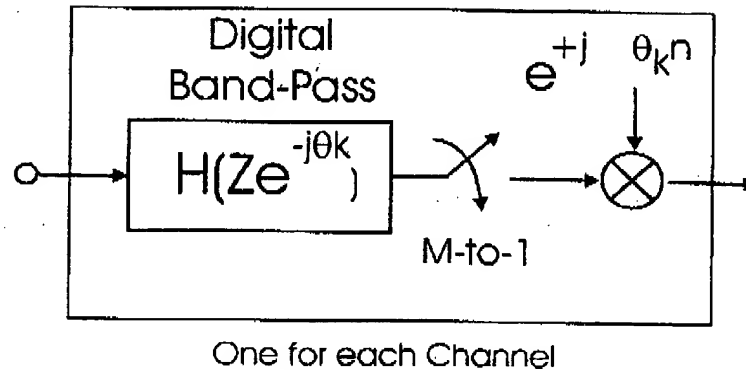 Digital
Band-Pass
H(Ze^-jθk)
M-to-1
e^+j θ_k n
One for each Channel